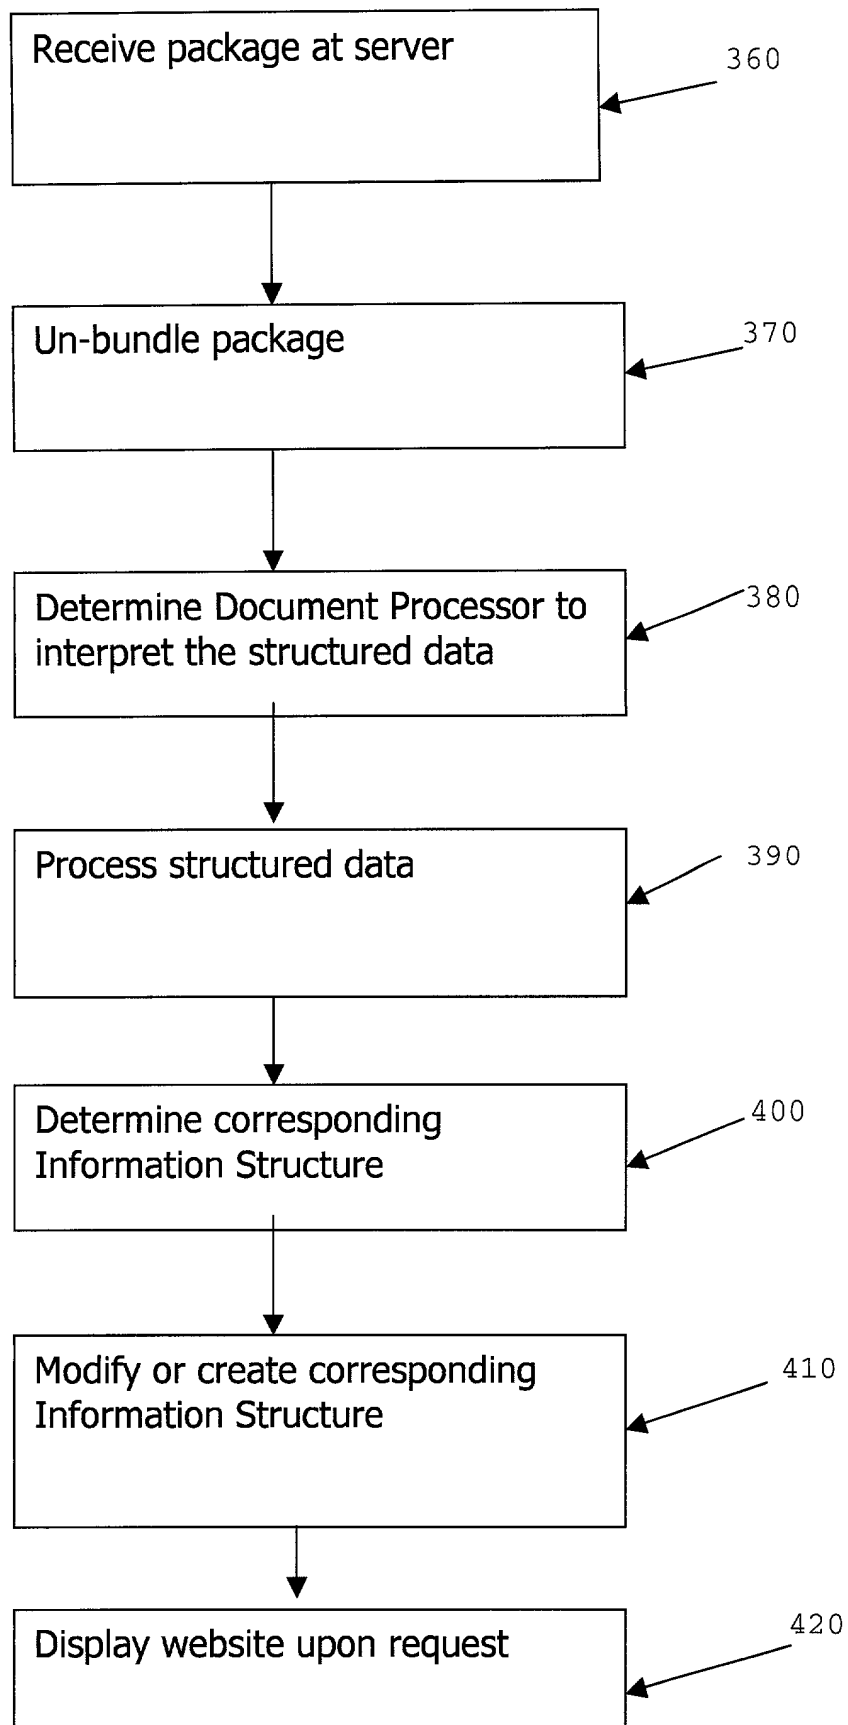 Receive package at server
360
Un-bundle package
370
Determine Document Processor to
interpret the structured data
380
Process structured data
390
Determine corresponding
Information Structure
400
Modify or create corresponding
Information Structure
410
Display website upon request
420